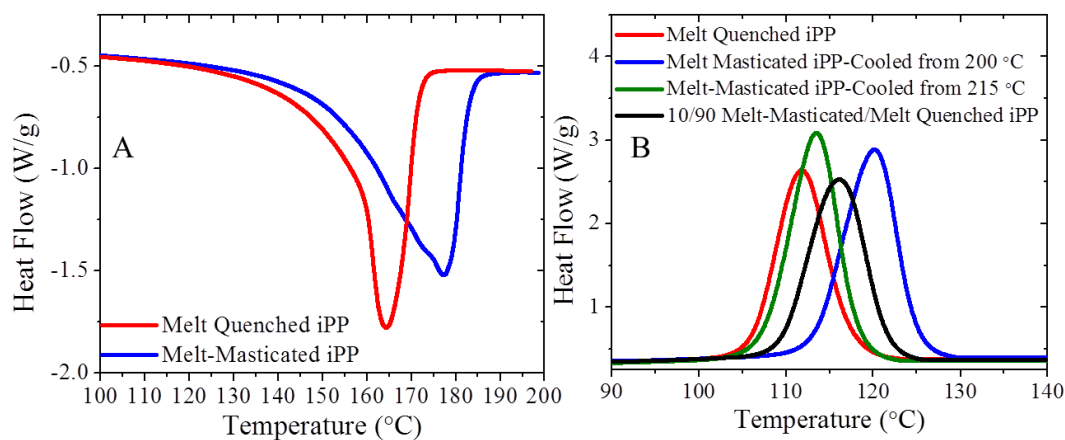 -0.5
-1.0
-1.5
-2.0
Heat Flow (W/g)
A
Melt Quenched iPP
Melt-Masticated iPP
100 110 120 130 140 150 160 170 180 190 200
Temperature (°C)
4
3
2
1
Heat Flow (W/g)
Melt Quenched iPP
Melt Masticated iPP-Cooled from 200 °C
Melt-Masticated iPP-Cooled from 215 °C
10/90 Melt-Masticated/Melt Quenched iPP
B
90 100 110 120 130 140
Temperature (°C)